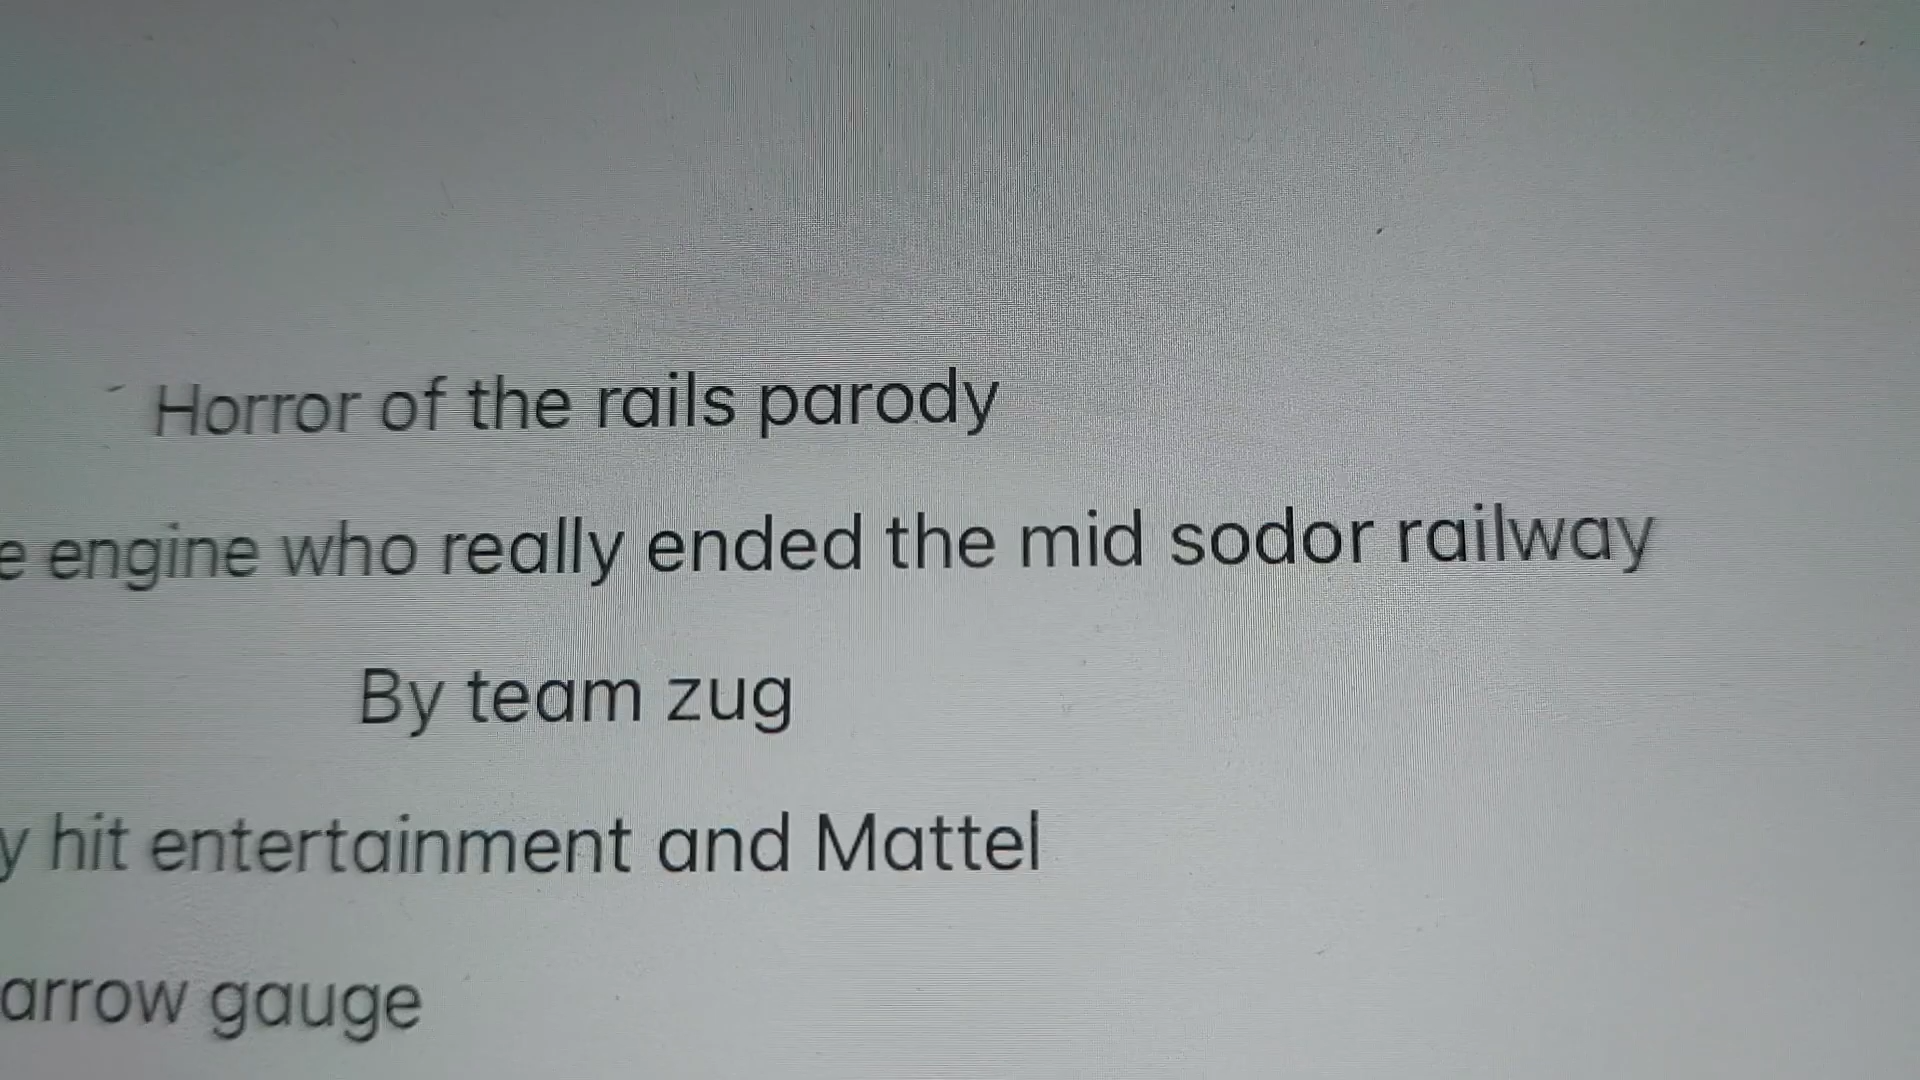 Horror of the rails parody
e engine who really ended the mid sodor railway
By team zug
y hit entertainment and Mattel
arrow gauge